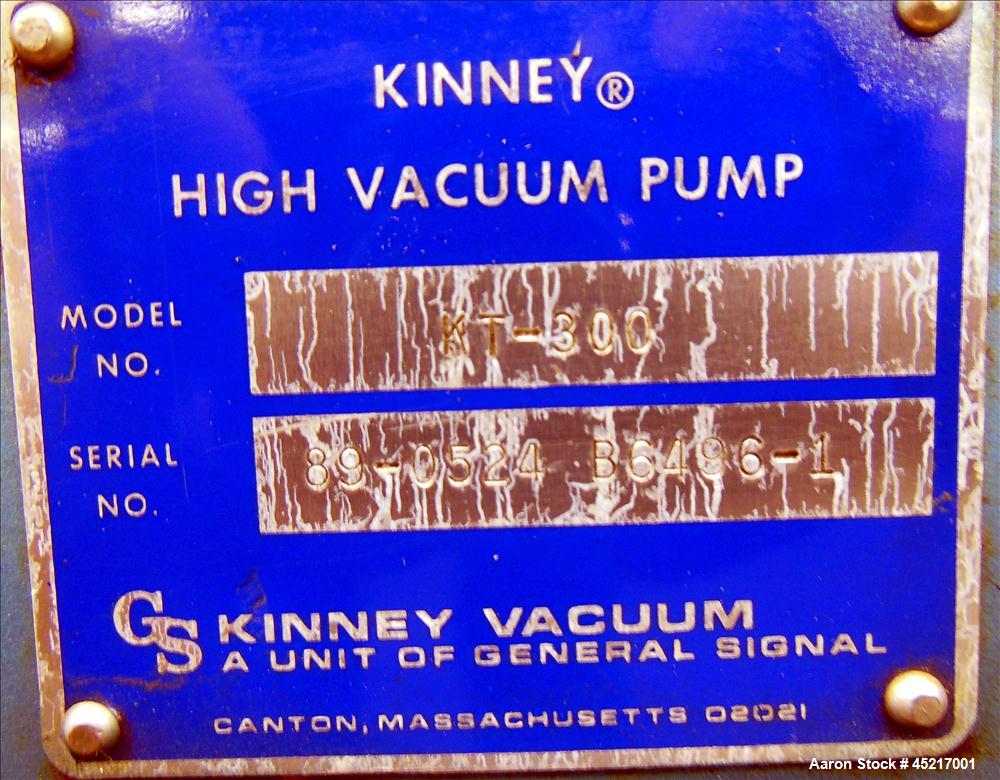 KINNEY®
HIGH VACUUM PUMP
MODEL NO. KT-300
SERIAL NO. 89-0524 B6496-1
GS KINNEY VACUUM
A UNIT OF GENERAL SIGNAL
CANTON, MASSACHUSETTS 02021
Aaron Stock # 45217001